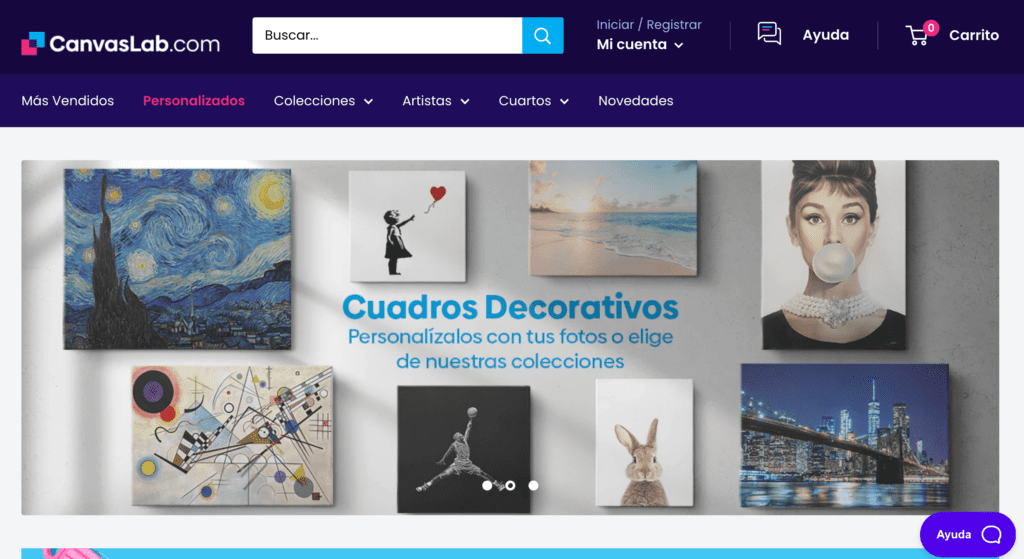 CanvasLab.com
Buscar...
Iniciar / Registrar
Mi cuenta
Ayuda
0
Carrito
Más Vendidos
Personalizados
Colecciones
Artistas
Cuartos
Novedades
Cuadros Decorativos
Personalízalos con tus fotos o elige
de nuestras colecciones
Ayuda